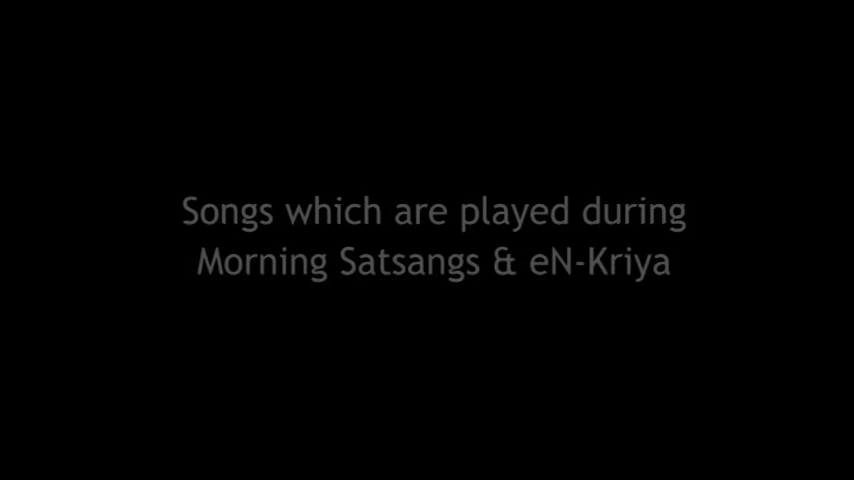 Songs which are played during
Morning Satsangs & eN-Kriya